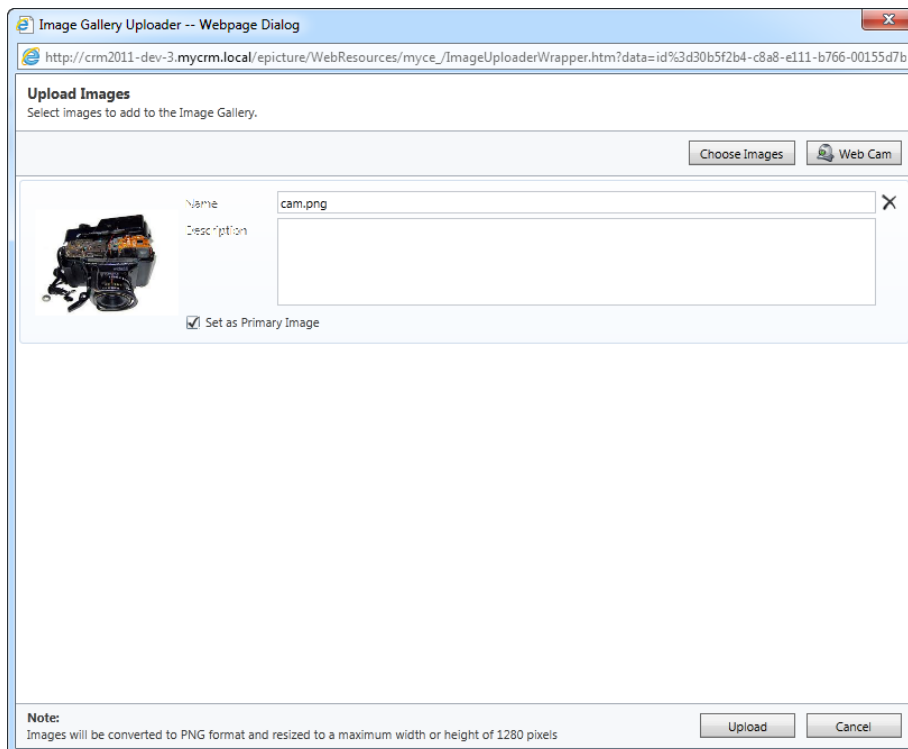 Image Gallery Uploader -- Webpage Dialog
http://crm2011-dev-3.mycrm.local/epicture/WebResources/myce_/ImageUploaderWrapper.htm?data=id%3d30b5f2b4-c8a8-e111-b766-00155d7b
Upload Images
Select images to add to the Image Gallery.
Choose Images
Web Cam
Name
cam.png
Description
Set as Primary Image
Note:
Images will be converted to PNG format and resized to a maximum width or height of 1280 pixels
Upload
Cancel